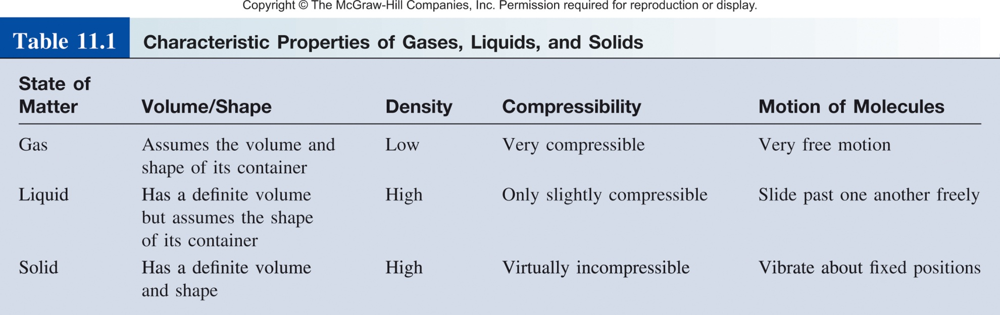 Copyright © The McGraw-Hill Companies, Inc. Permission required for reproduction or display.
Table 11.1 Characteristic Properties of Gases, Liquids, and Solids
State of
Matter Volume/Shape Density Compressibility Motion of Molecules
Gas Assumes the volume and Low Very compressible Very free motion
shape of its container
Liquid Has a definite volume High Only slightly compressible Slide past one another freely
but assumes the shape
of its container
Solid Has a definite volume High Virtually incompressible Vibrate about fixed positions
and shape